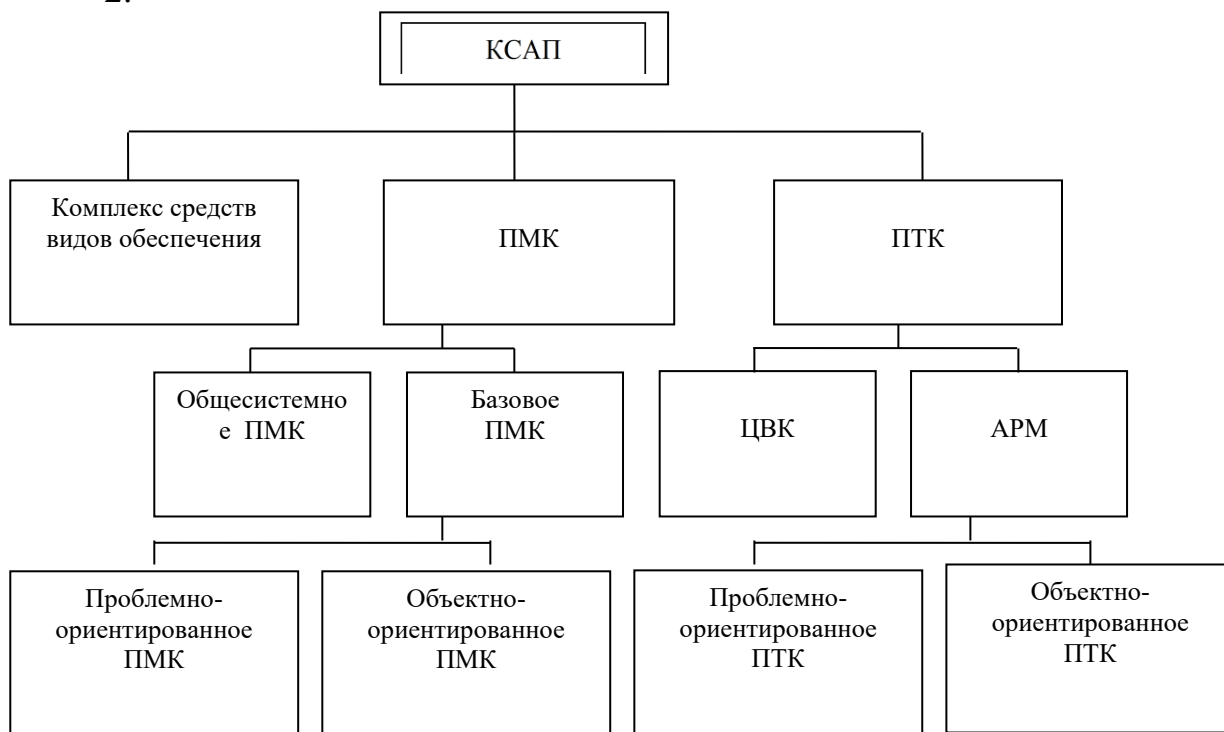 2.
КСАП
Комплекс средств
видов обеспечения
ПМК
ПТК
Общесистемно
е ПМК
Базовое
ПМК
ЦВК
АРМ
Проблемно-
ориентированное
ПМК
Объектно-
ориентированное
ПМК
Проблемно-
ориентированное
ПТК
Объектно-
ориентированное
ПТК